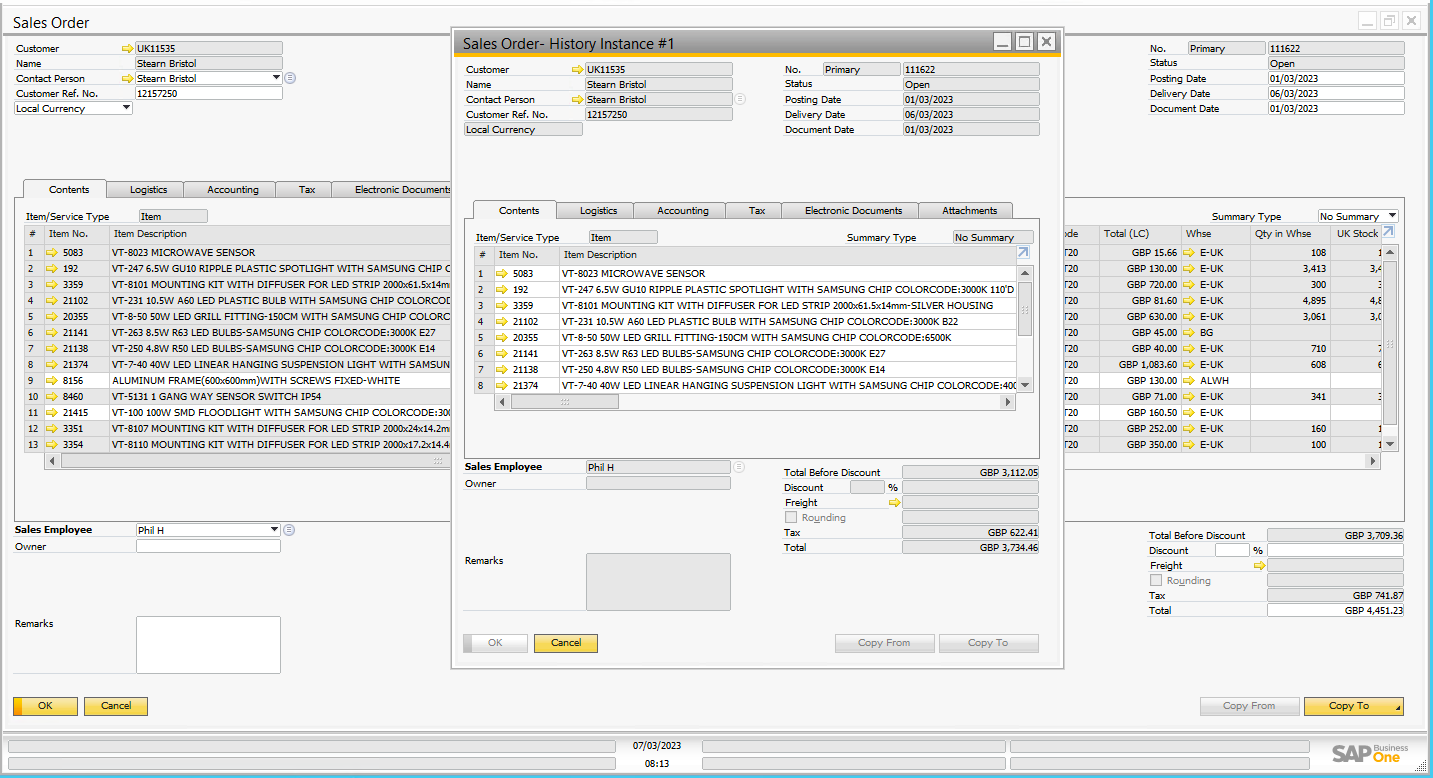 Sales Order
Customer UK11535
Name Stearn Bristol
Contact Person Stearn Bristol
Customer Ref. No. 12157250
Local Currency
No. Primary 111622
Status Open
Posting Date 01/03/2023
Delivery Date 06/03/2023
Document Date 01/03/2023
Contents Logistics Accounting Tax Electronic Documents
Item/Service Type Item
Summary Type No Summary
# Item No. Item Description
1 5083 VT-8023 MICROWAVE SENSOR
2 192 VT-247 6.5W GU10 RIPPLE PLASTIC SPOTLIGHT WITH SAMSUNG CHIP C
3 3359 VT-8101 MOUNTING KIT WITH DIFFUSER FOR LED STRIP 2000x61.5x14mm
4 21102 VT-231 10.5W A60 LED PLASTIC BULB WITH SAMSUNG CHIP COLORCOD
5 20355 VT-8-50 50W LED GRILL FITTING-150CM WITH SAMSUNG CHIP COLORCO
6 21141 VT-263 8.5W R63 LED BULBS-SAMSUNG CHIP COLORCODE:3000K E27
7 21138 VT-250 4.8W R50 LED BULBS-SAMSUNG CHIP COLORCODE:3000K E14
8 21374 VT-7-40 40W LED LINEAR HANGING SUSPENSION LIGHT WITH SAMSUN
9 8156 ALUMINUM FRAME(600x600mm)WITH SCREWS FIXED-WHITE
10 8460 VT-5131 1 GANG WAY SENSOR SWITCH IP54
11 21415 VT-100 100W SMD FLOODLIGHT WITH SAMSUNG CHIP COLORCODE:30
12 3351 VT-8107 MOUNTING KIT WITH DIFFUSER FOR LED STRIP 2000x24x14.2m
13 3354 VT-8110 MOUNTING KIT WITH DIFFUSER FOR LED STRIP 2000x17.2x14.4
de Total (LC) Whse Qty in Whse UK Stock
T20 GBP 15.66 E-UK 108 1
T20 GBP 130.00 E-UK 3,413 3,4
T20 GBP 720.00 E-UK 300 3
T20 GBP 81.60 E-UK 4,895 4,8
T20 GBP 630.00 E-UK 3,061 3,0
T20 GBP 45.00 BG
T20 GBP 40.00 E-UK 710 7
T20 GBP 1,083.60 E-UK 608 6
T20 GBP 130.00 ALWH
T20 GBP 71.00 E-UK 341 3
T20 GBP 160.50 E-UK
T20 GBP 252.00 E-UK 160 1
T20 GBP 350.00 E-UK 100 1
Sales Employee Phil H
Owner
Remarks
Total Before Discount GBP 3,709.36
Discount %
Freight
Rounding
Tax GBP 741.87
Total GBP 4,451.23
OK Cancel
Copy From Copy To
Sales Order- History Instance #1
Customer UK11535
Name Stearn Bristol
Contact Person Stearn Bristol
Customer Ref. No. 12157250
Local Currency
No. Primary 111622
Status Open
Posting Date 01/03/2023
Delivery Date 06/03/2023
Document Date 01/03/2023
Contents Logistics Accounting Tax Electronic Documents Attachments
Item/Service Type Item
Summary Type No Summary
# Item No. Item Description
1 5083 VT-8023 MICROWAVE SENSOR
2 192 VT-247 6.5W GU10 RIPPLE PLASTIC SPOTLIGHT WITH SAMSUNG CHIP COLORCODE:3000K 110'D
3 3359 VT-8101 MOUNTING KIT WITH DIFFUSER FOR LED STRIP 2000x61.5x14mm-SILVER HOUSING
4 21102 VT-231 10.5W A60 LED PLASTIC BULB WITH SAMSUNG CHIP COLORCODE:3000K B22
5 20355 VT-8-50 50W LED GRILL FITTING-150CM WITH SAMSUNG CHIP COLORCODE:6500K
6 21141 VT-263 8.5W R63 LED BULBS-SAMSUNG CHIP COLORCODE:3000K E27
7 21138 VT-250 4.8W R50 LED BULBS-SAMSUNG CHIP COLORCODE:3000K E14
8 21374 VT-7-40 40W LED LINEAR HANGING SUSPENSION LIGHT WITH SAMSUNG CHIP COLORCODE:400
Sales Employee Phil H
Owner
Remarks
Total Before Discount GBP 3,112.05
Discount %
Freight
Rounding
Tax GBP 622.41
Total GBP 3,734.46
OK Cancel
Copy From Copy To
07/03/2023
08:13
SAP Business One